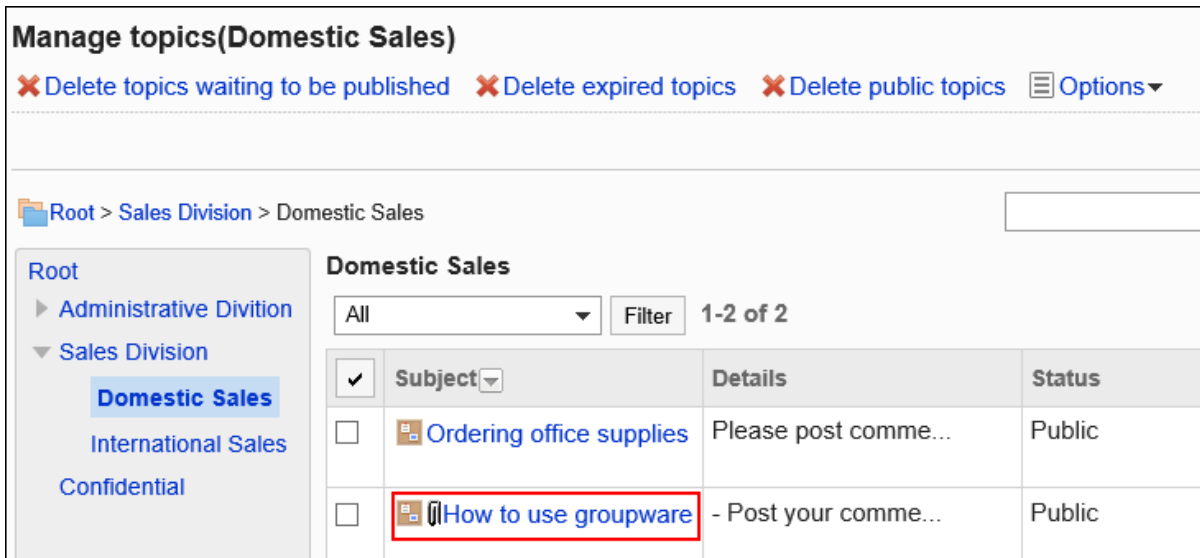 Manage topics(Domestic Sales)
Delete topics waiting to be published Delete expired topics Delete public topics Options
Root > Sales Division > Domestic Sales
Root
Administrative Divition
Sales Division
Domestic Sales
International Sales
Confidential
Domestic Sales
All Filter 1-2 of 2
Subject Details Status
Ordering office supplies Please post comme... Public
How to use groupware - Post your comme... Public